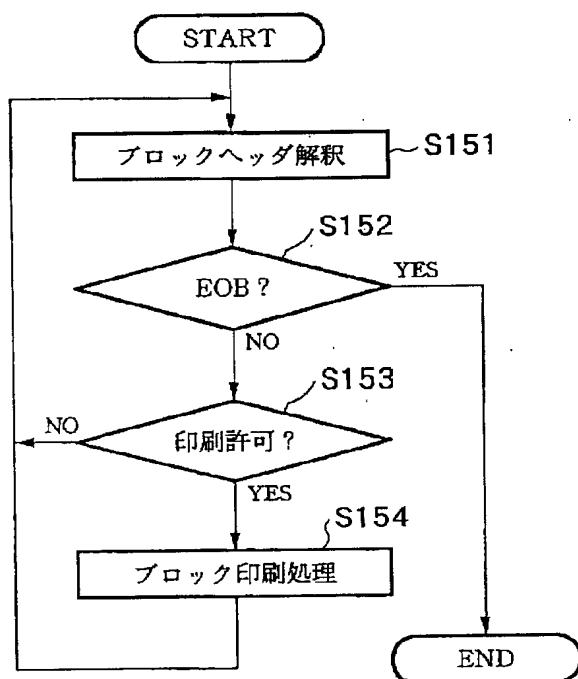 START
ブロックヘッダ解釈
S151
S152
EOB?
YES
NO
S153
印刷許可?
NO
YES
S154
ブロック印刷処理
END